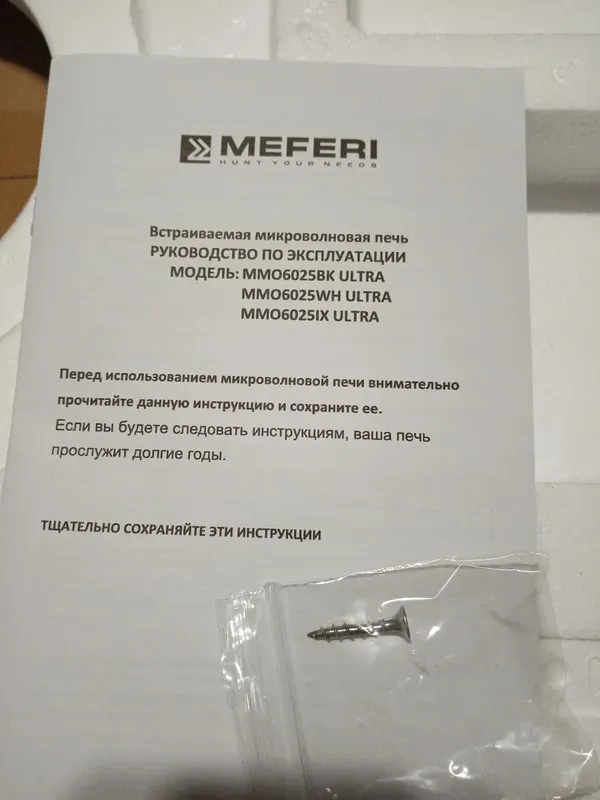 MEFERI
HUNT YOUR NEEDS
Встраиваемая микроволновая печь
РУКОВОДСТВО ПО ЭКСПЛУАТАЦИИ
МОДЕЛЬ: MMO6025BK ULTRA
MMO6025WH ULTRA
MMO6025IX ULTRA
Перед использованием микроволновой печи внимательно
прочитайте данную инструкцию и сохраните ее.
Если вы будете следовать инструкциям, ваша печь
прослужит долгие годы.
ТЩАТЕЛЬНО СОХРАНЯЙТЕ ЭТИ ИНСТРУКЦИИ